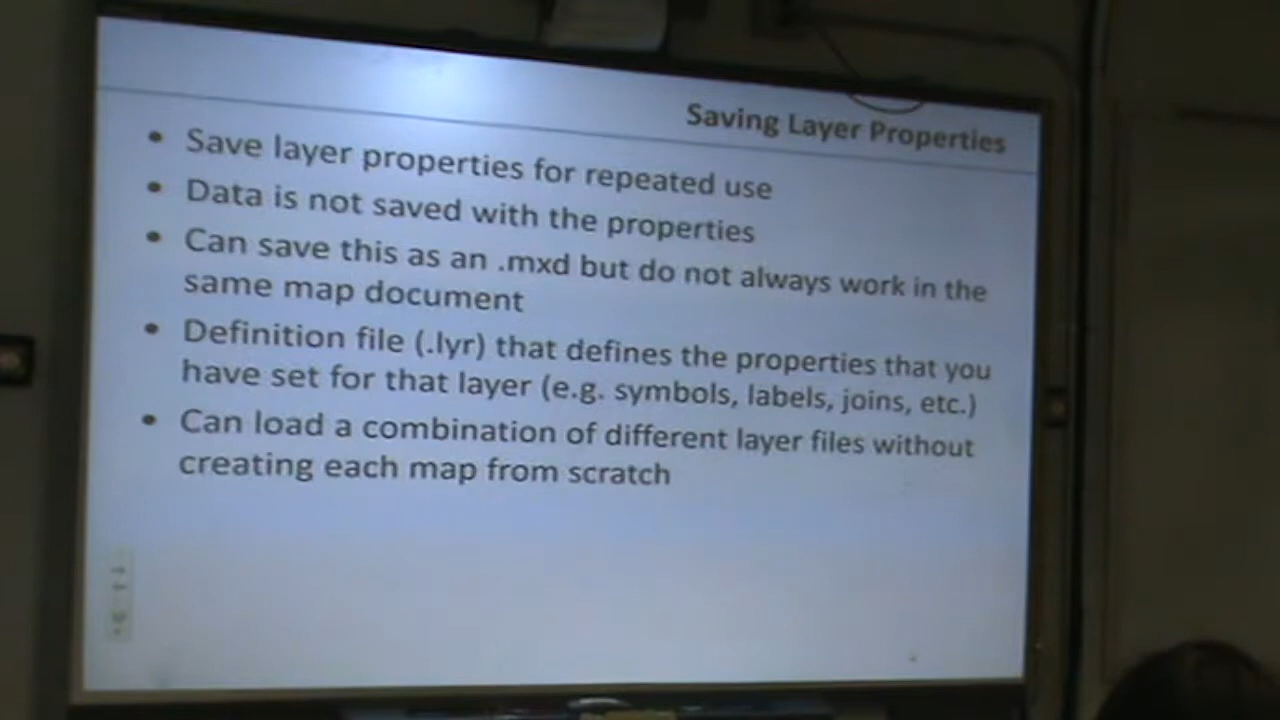 Saving Layer Properties
• Save layer properties for repeated use
• Data is not saved with the properties
• Can save this as an .mxd but do not always work in the
same map document
• Definition file (.lyr) that defines the properties that you
have set for that layer (e.g. symbols, labels, joins, etc.)
• Can load a combination of different layer files without
creating each map from scratch